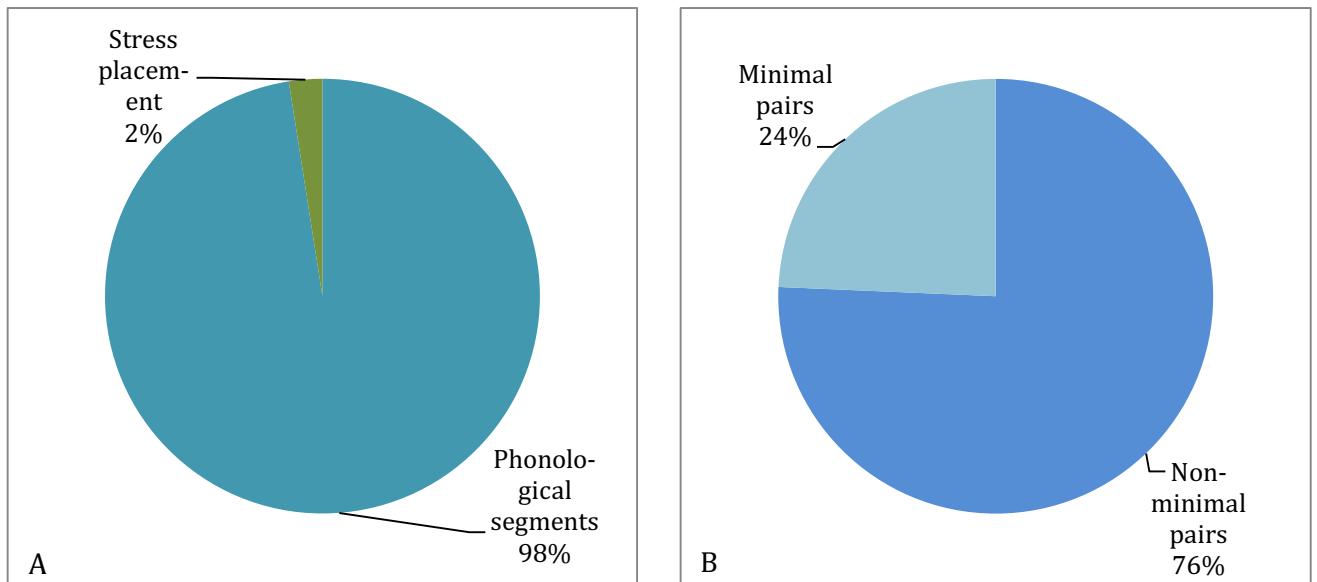 Stress
placem-
ent
2%
Phonolo-
gical
segments
98%
A
Minimal
pairs
24%
Non-
minimal
pairs
76%
B